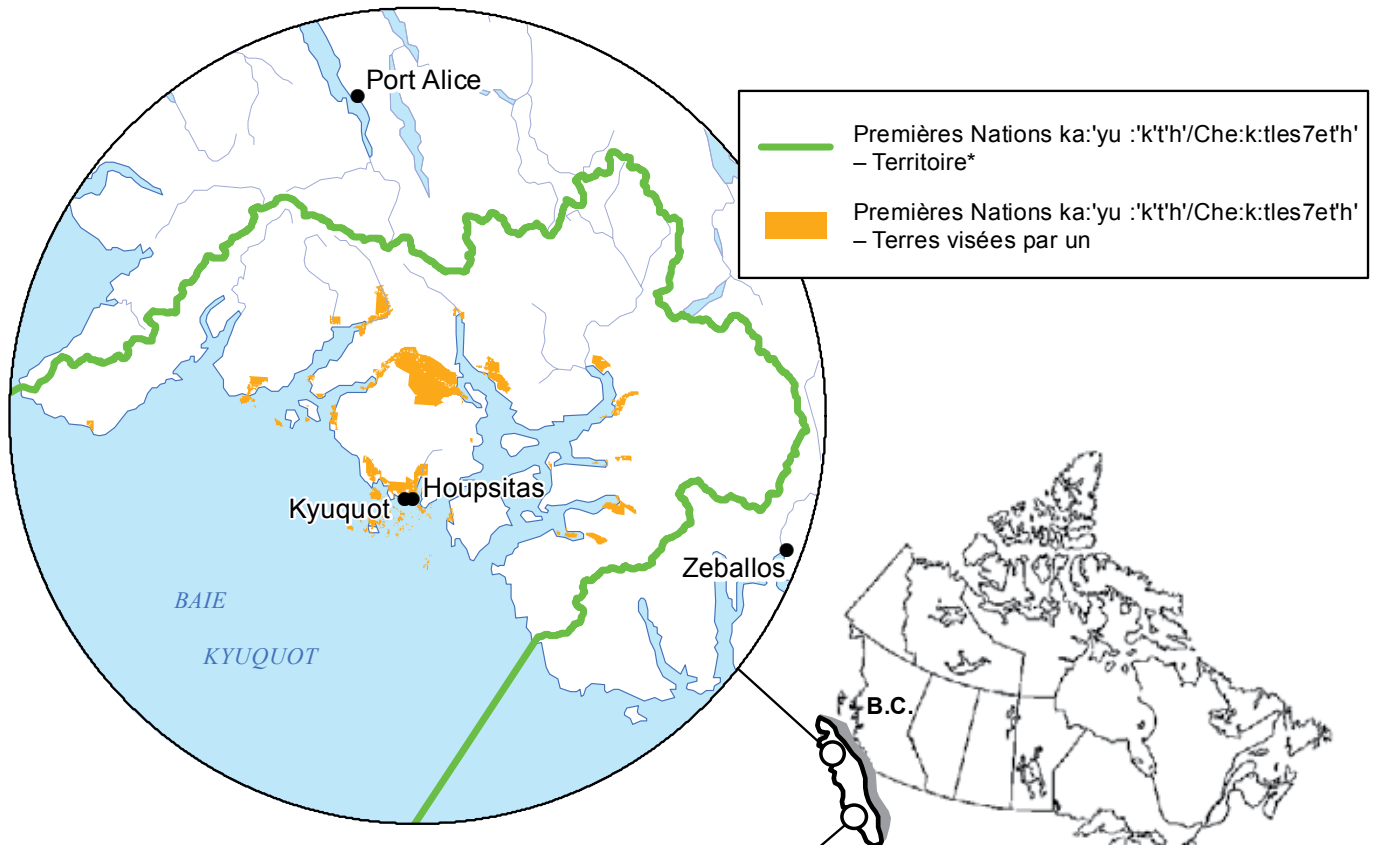 Port Alice
Premières Nations ka:'yu :'k't'h'/Che:k:tles7et'h'
– Territoire*
Premières Nations ka:'yu :'k't'h'/Che:k:tles7et'h'
– Terres visées par un
Houpsitas
Kyuquot
Zeballos
BAIE
KYUQUOT
B.C.